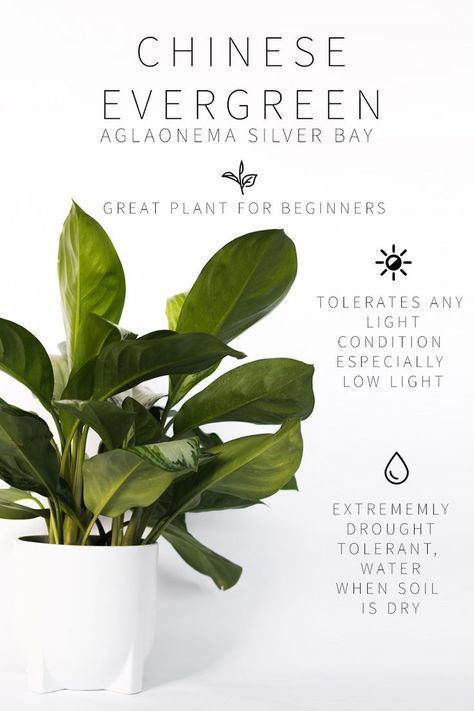 CHINESE
EVERGREEN
AGLAONEMA SILVER BAY
GREAT PLANT FOR BEGINNERS
TOLERATES ANY
LIGHT
CONDITION
ESPECIALLY
LOW LIGHT
EXTREMEMLY
DROUGHT
TOLERANT,
WATER
WHEN SOIL
IS DRY